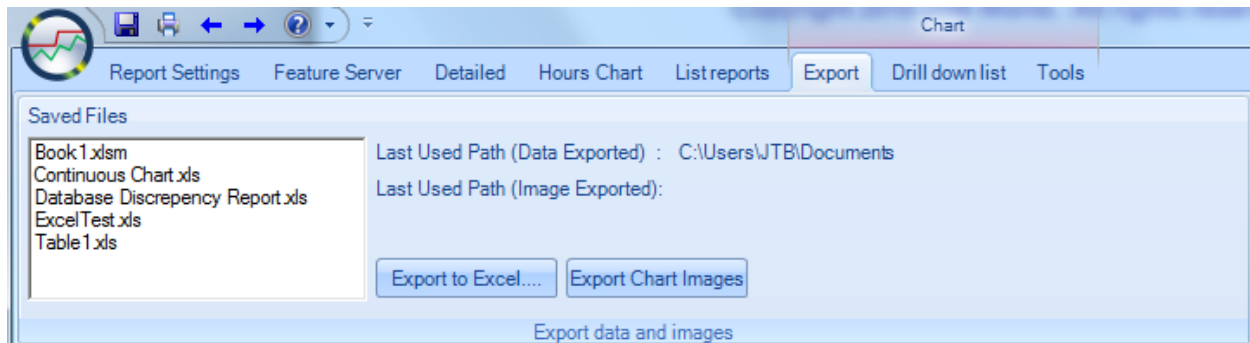 Chart
Report Settings Feature Server Detailed Hours Chart List reports Export Drill down list Tools
Saved Files
Book1.xlsm
Continuous Chart.xls
Database Discrepency Report.xls
ExcelTest.xls
Table1.xls
Last Used Path (Data Exported) : C:\Users\JTB\Documents
Last Used Path (Image Exported):
Export to Excel.... Export Chart Images
Export data and images